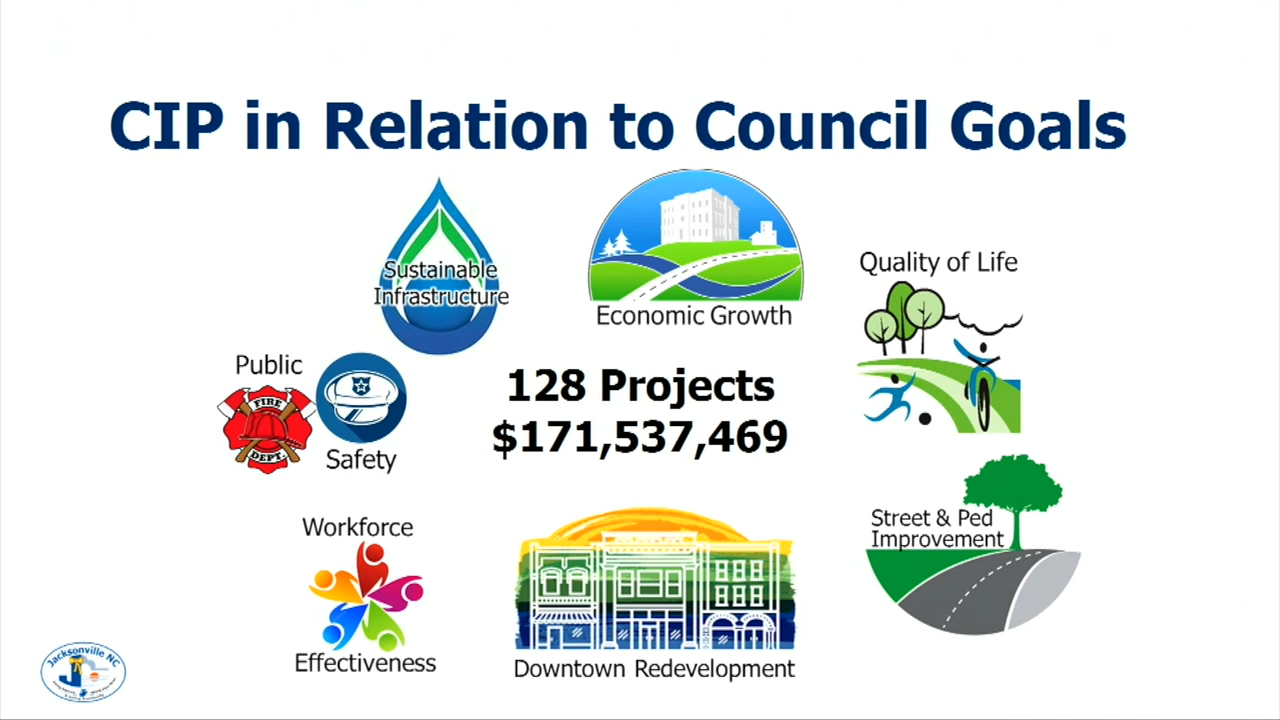 CIP in Relation to Council Goals
Sustainable
Infrastructure
Economic Growth
Quality of Life
Public
FIRE
DEPT.
Safety
128 Projects
$171,537,469
Street & Ped
Improvement
Workforce
Effectiveness
Downtown Redevelopment
Jacksonville NC